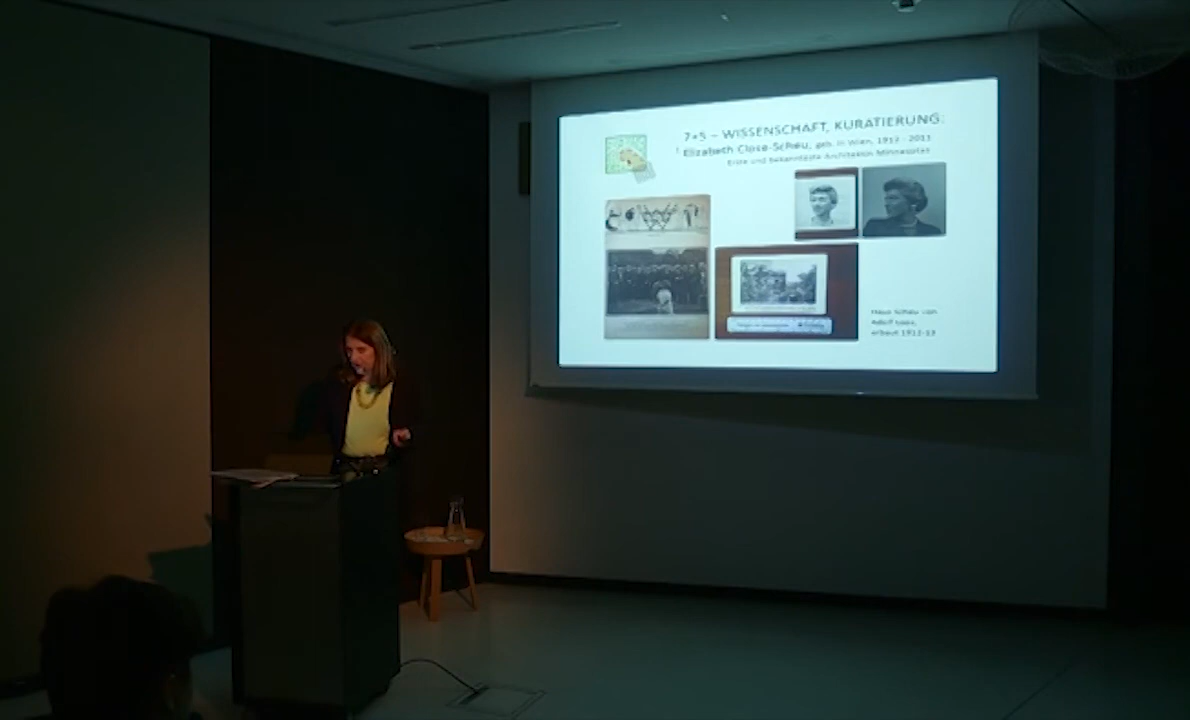 7+5 – WISSENSCHAFT, KURATIERUNG:
Elizabeth Close-Scheu, geb. in Wien, 1912 - 2011
Erste und bekannteste Architektin Minnesotas
Haus Scheu von
Adolf Loos,
erbaut 1912-13